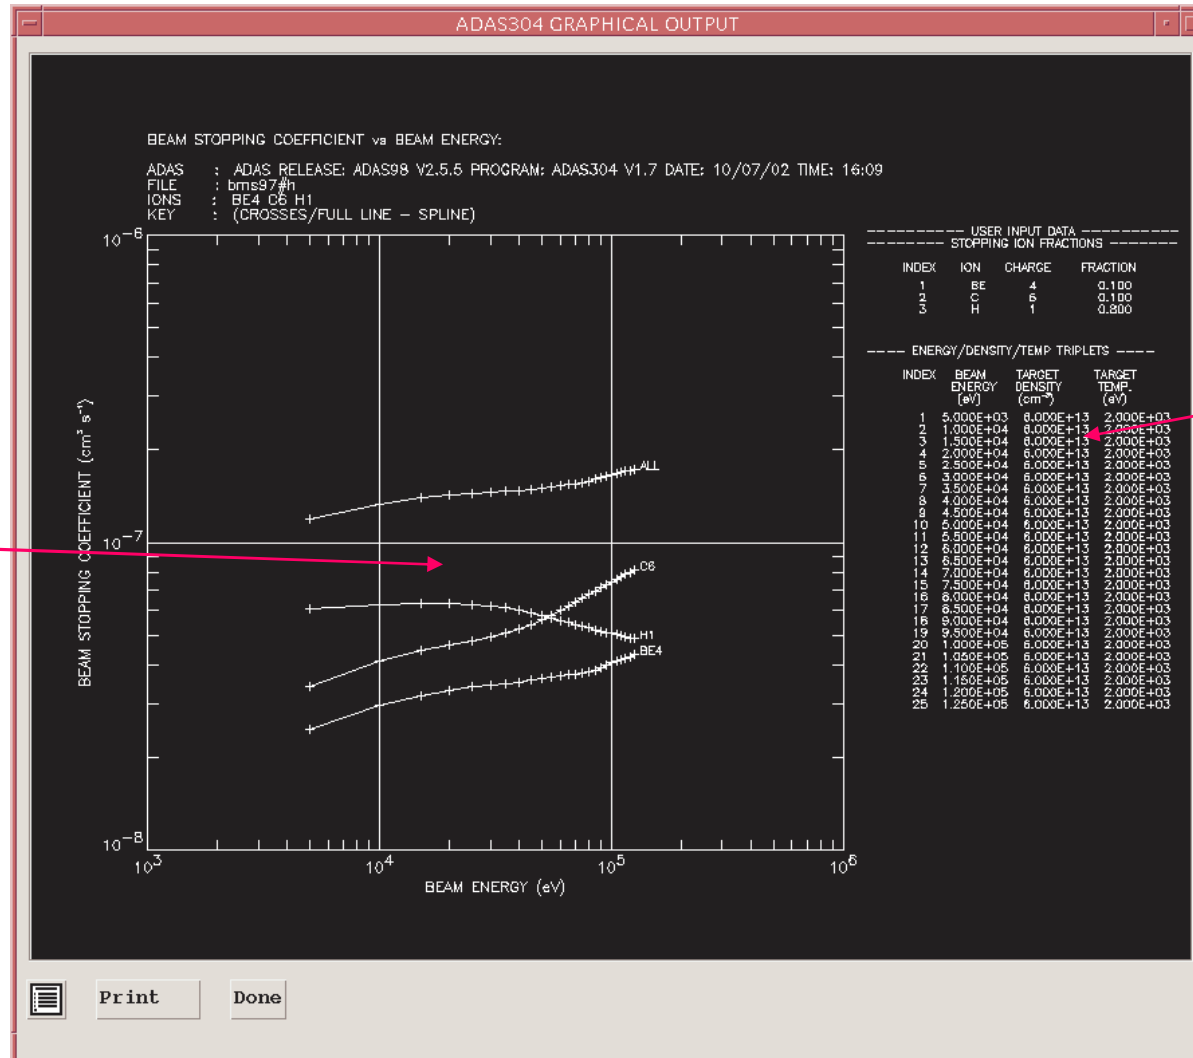 ADAS304 GRAPHICAL OUTPUT
BEAM STOPPING COEFFICIENT vs BEAM ENERGY:
ADAS : ADAS RELEASE: ADAS98 V2.5.5 PROGRAM: ADAS304 V1.7 DATE: 10/07/02 TIME: 16:09
FILE : bms97#h
IONS : BE4 C6 H1
KEY : (CROSSES/FULL LINE – SPLINE)
BEAM STOPPING COEFFICIENT (cm³ s⁻¹)
10⁻⁶
10⁻⁷
10⁻⁸
ALL
C6
H1
BE4
10³ 10⁴ 10⁵ 10⁶
BEAM ENERGY (eV)
---------- USER INPUT DATA ----------
-------- STOPPING ION FRACTIONS -------
INDEX ION CHARGE FRACTION
1 BE 4 0.100
2 C 6 0.100
3 H 1 0.800
---- ENERGY/DENSITY/TEMP TRIPLETS ----
INDEX BEAM TARGET TARGET
ENERGY DENSITY TEMP.
(eV) (cm⁻³) (eV)
1 5.000E+03 6.000E+13 2.000E+03
2 1.000E+04 6.000E+13 2.000E+03
3 1.500E+04 6.000E+13 2.000E+03
4 2.000E+04 6.000E+13 2.000E+03
5 2.500E+04 6.000E+13 2.000E+03
6 3.000E+04 6.000E+13 2.000E+03
7 3.500E+04 6.000E+13 2.000E+03
8 4.000E+04 6.000E+13 2.000E+03
9 4.500E+04 6.000E+13 2.000E+03
10 5.000E+04 6.000E+13 2.000E+03
11 5.500E+04 6.000E+13 2.000E+03
12 6.000E+04 6.000E+13 2.000E+03
13 6.500E+04 6.000E+13 2.000E+03
14 7.000E+04 6.000E+13 2.000E+03
15 7.500E+04 6.000E+13 2.000E+03
16 8.000E+04 6.000E+13 2.000E+03
17 8.500E+04 6.000E+13 2.000E+03
18 9.000E+04 6.000E+13 2.000E+03
19 9.500E+04 6.000E+13 2.000E+03
20 1.000E+05 6.000E+13 2.000E+03
21 1.050E+05 6.000E+13 2.000E+03
22 1.100E+05 6.000E+13 2.000E+03
23 1.150E+05 6.000E+13 2.000E+03
24 1.200E+05 6.000E+13 2.000E+03
25 1.250E+05 6.000E+13 2.000E+03
Print Done